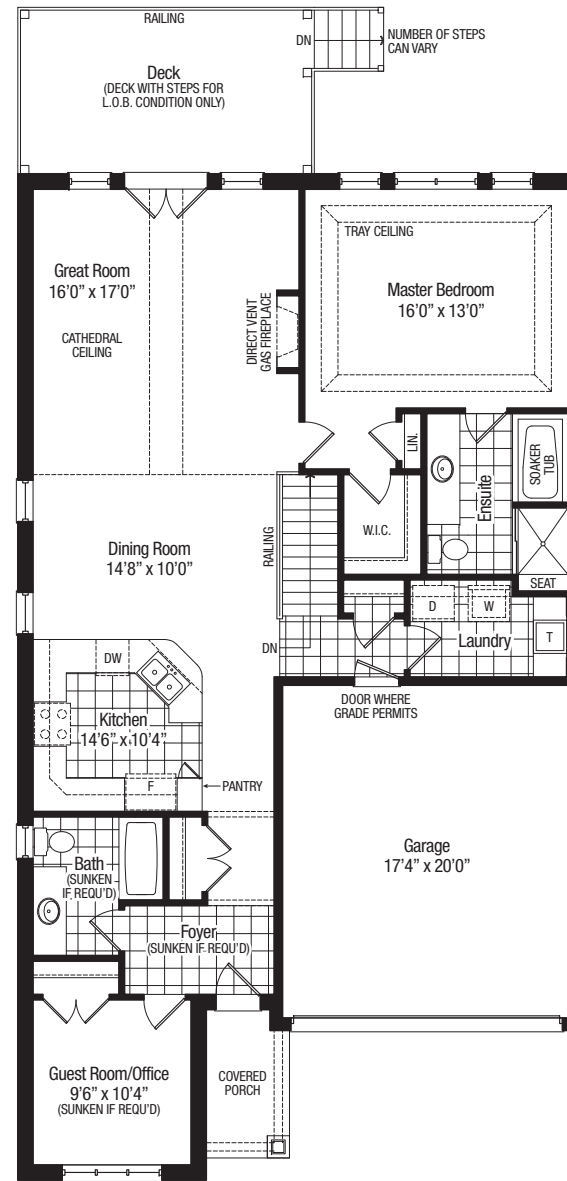 RAILING
DN
NUMBER OF STEPS
CAN VARY
Deck
(DECK WITH STEPS FOR
L.O.B. CONDITION ONLY)
TRAY CEILING
Great Room
16'0" x 17'0"
Master Bedroom
16'0" x 13'0"
CATHEDRAL
CEILING
DIRECT VENT
GAS FIREPLACE
LIN.
SOAKER
TUB
Ensuite
W.I.C.
RAILING
Dining Room
14'8" x 10'0"
SEAT
D
W
Laundry
T
DN
DW
DOOR WHERE
GRADE PERMITS
Kitchen
14'6" x 10'4"
F
PANTRY
Garage
17'4" x 20'0"
Bath
(SUNKEN
IF REQU'D)
Foyer
(SUNKEN IF REQU'D)
Guest Room/Office
9'6" x 10'4"
(SUNKEN IF REQU'D)
COVERED
PORCH